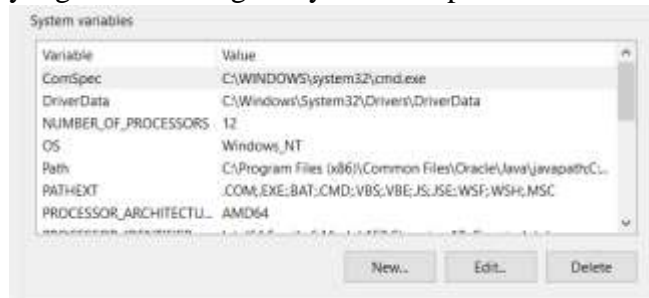 System variables
Variable Value
ComSpec C:\WINDOWS\system32\cmd.exe
DriverData C:\Windows\System32\Drivers\DriverData
NUMBER_OF_PROCESSORS 12
OS Windows_NT
Path C:\Program Files (x86)\Common Files\Oracle\Java\javapath;C:...
PATHEXT .COM;.EXE;.BAT;.CMD;.VBS;.VBE;.JS;.JSE;.WSF;.WSH;.MSC
PROCESSOR_ARCHITECTU... AMD64
New... Edit... Delete